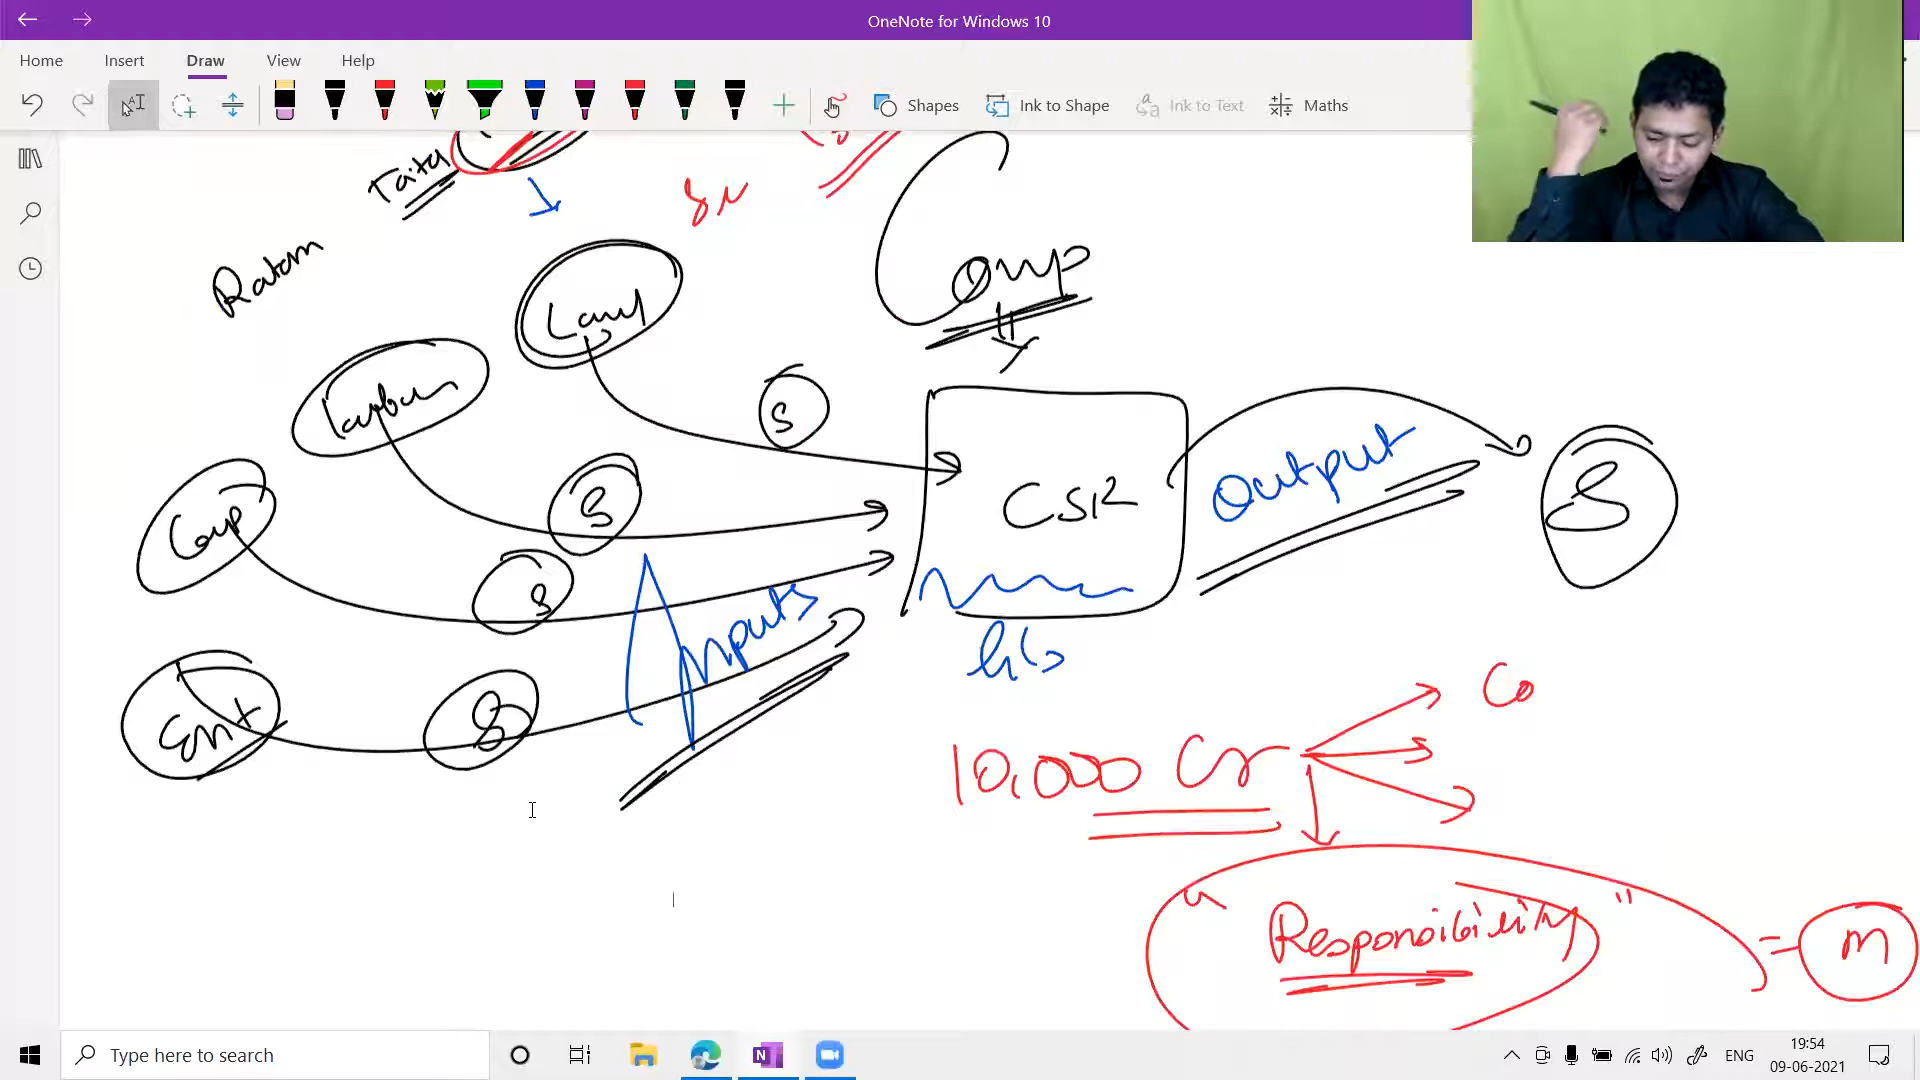 OneNote for Windows 10
Home Insert Draw View Help
Shapes Ink to Shape Ink to Text Maths
Tata
Ratan
Land
Comp
S
Cap
S
CSR
Output
S
S
Inputs
Ent
S
Co
10,000 Cr
" Responsibility " = m
Type here to search
ENG
19:54
09-06-2021